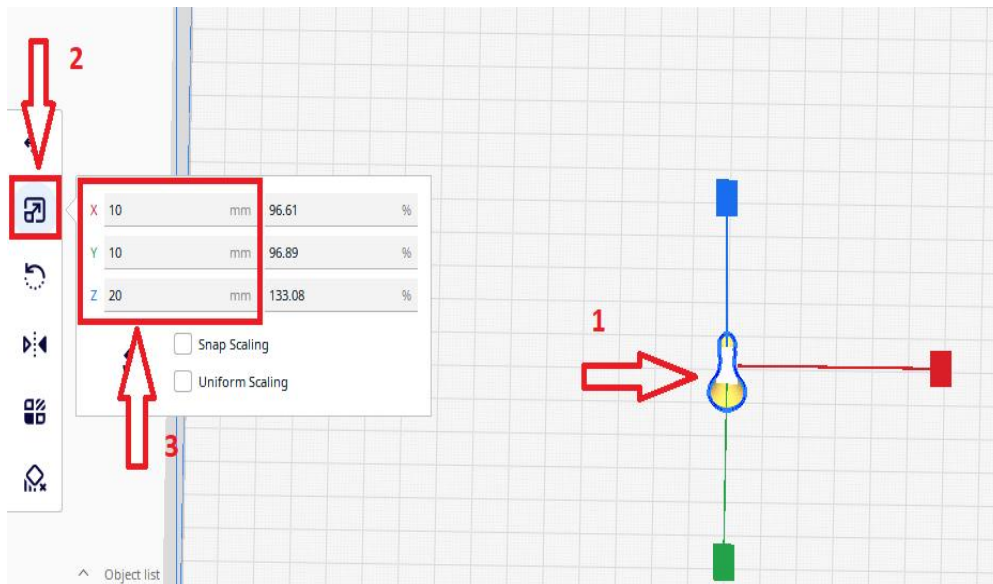 2
X 10 mm 96.61 %
Y 10 mm 96.89 %
Z 20 mm 133.08 %
Snap Scaling
Uniform Scaling
1
3
Object list